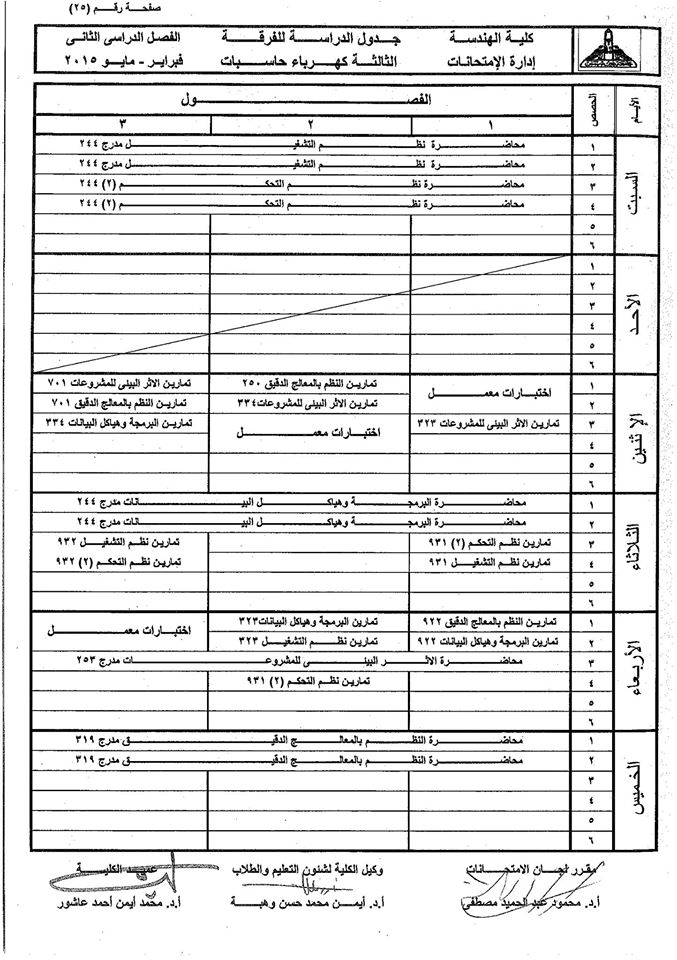 صفحة رقم (٢٥)
كلية الهندسة
إدارة الإمتحانات
جدول الدراسة للفرقة
الثالثة كهرباء حاسبات
الفصل الدراسى الثانى
فبراير - مايو ٢٠١٥
الأيام الحصص الفصول
١ ٢ ٣
السبت
١ محاضرة نظم التشغيل مدرج ٢٤٤
٢ محاضرة نظم التشغيل مدرج ٢٤٤
٣ محاضرة نظم التحكم (٢) ٢٤٤
٤ محاضرة نظم التحكم (٢) ٢٤٤
٥
٦
الأحد
١
٢
٣
٤
٥
٦
الإثنين
١ اختبارات معمل تمارين النظم بالمعالج الدقيق ٢٥٠ تمارين الاثر البيئى للمشروعات ٧٠١
٢ تمارين الاثر البيئى للمشروعات ٣٣٤ تمارين النظم بالمعالج الدقيق ٧٠١
٣ تمارين الاثر البيئى للمشروعات ٣٢٣ اختبارات معمل تمارين البرمجة وهياكل البيانات ٣٣٤
٤
٥
٦
الثلاثاء
١ محاضرة البرمجة وهياكل البيانات مدرج ٢٤٤
٢ محاضرة البرمجة وهياكل البيانات مدرج ٢٤٤
٣ تمارين نظم التحكم (٢) ٩٣١ تمارين نظم التشغيل ٩٣٢
٤ تمارين نظم التشغيل ٩٣١ تمارين نظم التحكم (٢) ٩٣٢
٥
٦
الأربعاء
١ تمارين النظم بالمعالج الدقيق ٩٢٢ تمارين البرمجة وهياكل البيانات ٣٢٣ اختبارات معمل
٢ تمارين البرمجة وهياكل البيانات ٩٢٢ تمارين نظم التشغيل ٣٢٣
٣ محاضرة الاثر البيئى للمشروعات مدرج ٢٥٣
٤ تمارين نظم التحكم (٢) ٩٣١
٥
٦
الخميس
١ محاضرة النظم بالمعالج الدقيق مدرج ٣١٩
٢ محاضرة النظم بالمعالج الدقيق مدرج ٣١٩
٣
٤
٥
٦
مقرر لجان الامتحانات
أ.د. محمود عبد الحميد مصطفى
وكيل الكلية لشئون التعليم والطلاب
أ.د. أيمن محمد حسن وهبة
عميد الكلية
أ.د. محمد أيمن أحمد عاشور